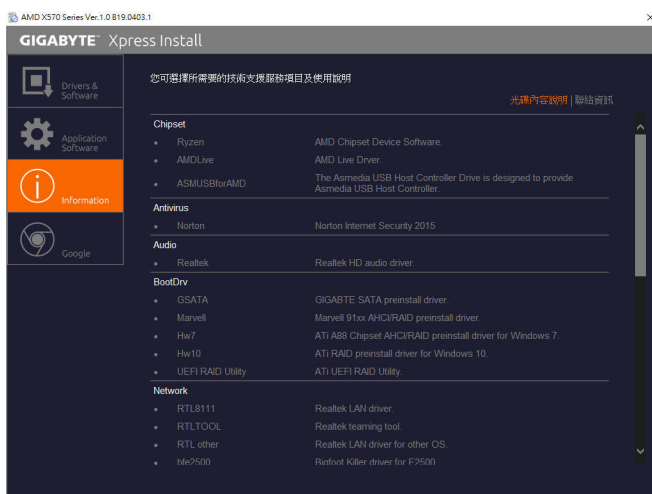 AMD X570 Series Ver.1.0 B19.0403.1
GIGABYTE™ Xpress Install
Drivers &
Software
Application
Software
Information
Google
您可選擇所需要的技術支援服務項目及使用說明
光碟內容說明 | 聯絡資訊
Chipset
• Ryzen AMD Chipset Device Software.
• AMDLive AMD Live Drver.
• ASMUSBforAMD The Asmedia USB Host Controller Drive is designed to provide
Asmedia USB Host Controller.
Antivirus
• Norton Norton Internet Security 2015
Audio
• Realtek Realtek HD audio driver.
BootDrv
• GSATA GIGABTE SATA preinstall driver.
• Marvell Marvell 91xx AHCI/RAID preinstall driver.
• Hw7 ATi A88 Chipset AHCI/RAID preinstall driver for Windows 7.
• Hw10 ATi RAID preinstall driver for Windows 10.
• UEFI RAID Utility ATi UEFI RAID Utility.
Network
• RTL8111 Realtek LAN driver.
• RTLTOOL Realtek teaming tool.
• RTL other Realtek LAN driver for other OS.
• bfe2500 Bigfoot Killer driver for E2500